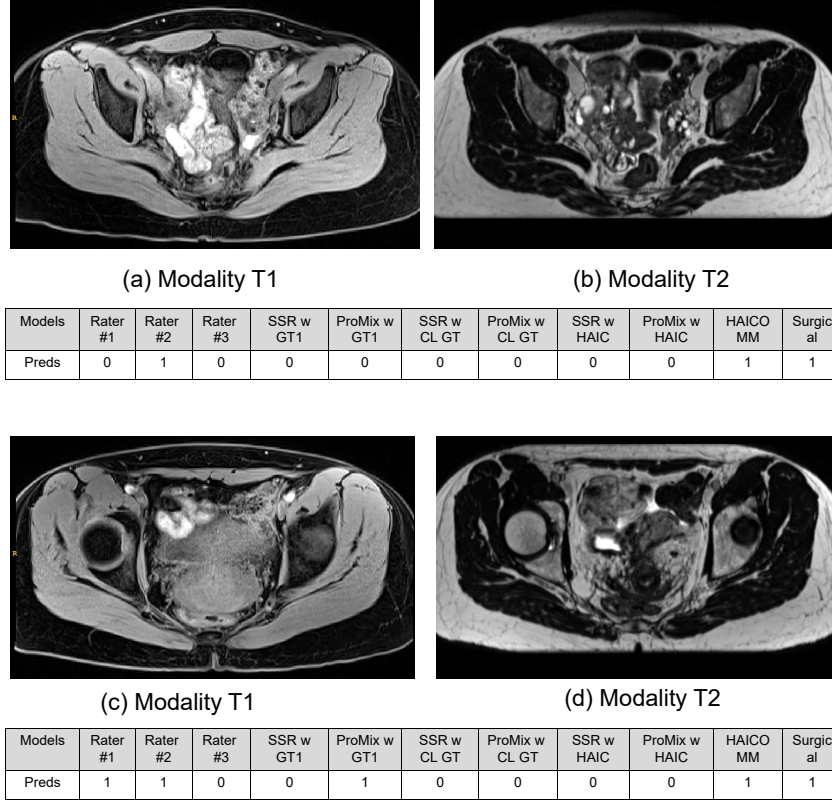 R
(a) Modality T1
(b) Modality T2
Models Rater #1 Rater #2 Rater #3 SSR w GT1 ProMix w GT1 SSR w CL GT ProMix w CL GT SSR w HAIC ProMix w HAIC HAICO MM Surgic al
Preds 0 1 0 0 0 0 0 0 0 1 1
R
(c) Modality T1
(d) Modality T2
Models Rater #1 Rater #2 Rater #3 SSR w GT1 ProMix w GT1 SSR w CL GT ProMix w CL GT SSR w HAIC ProMix w HAIC HAICO MM Surgic al
Preds 1 1 0 0 1 0 0 0 0 1 1